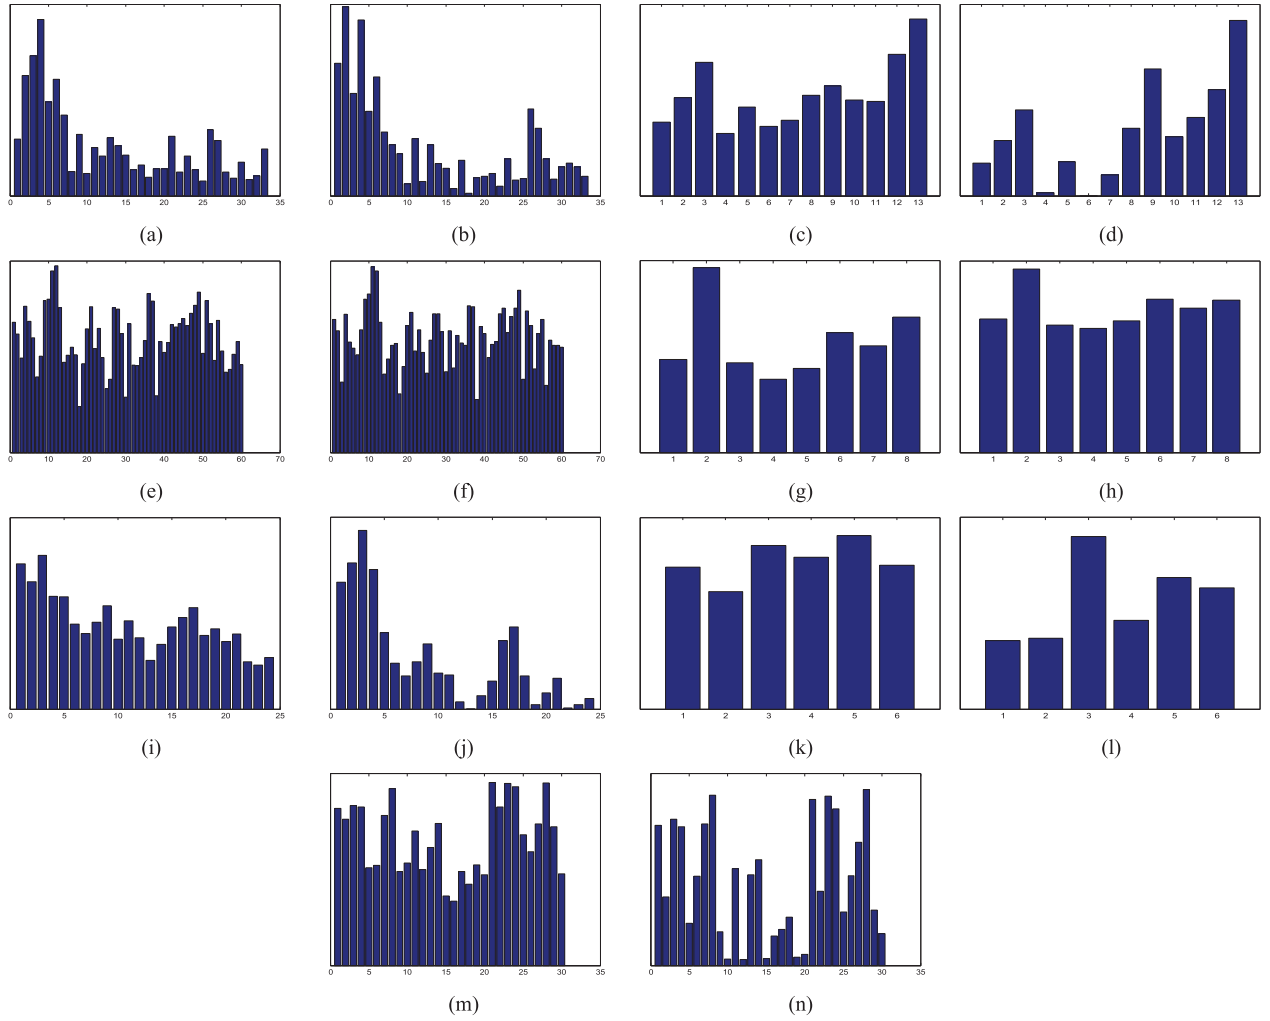 0 5 10 15 20 25 30 35 0 5 10 15 20 25 30 35 1 2 3 4 5 6 7 8 9 10 11 12 13 1 2 3 4 5 6 7 8 9 10 11 12 13
(a) (b) (c) (d)
0 10 20 30 40 50 60 70 0 10 20 30 40 50 60 70 1 2 3 4 5 6 7 8 1 2 3 4 5 6 7 8
(e) (f) (g) (h)
0 5 10 15 20 25 0 5 10 15 20 25 1 2 3 4 5 6 1 2 3 4 5 6
(i) (j) (k) (l)
0 5 10 15 20 25 30 35 0 5 10 15 20 25 30 35
(m) (n)